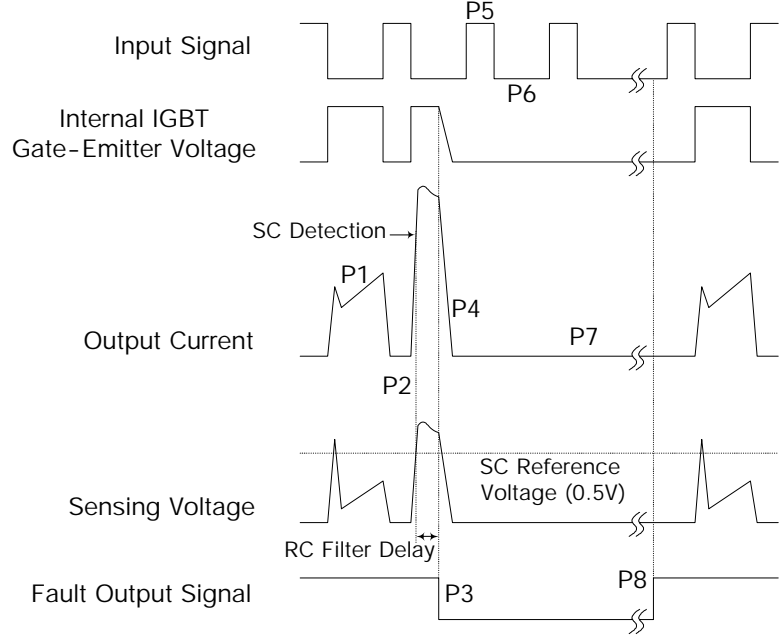 P5
Input Signal
P6
Internal IGBT
Gate-Emitter Voltage
SC Detection
P1
P4
P7
Output Current
P2
SC Reference
Voltage (0.5V)
Sensing Voltage
RC Filter Delay
P3
P8
Fault Output Signal